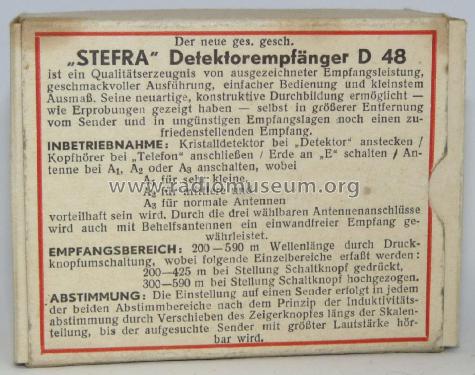 Der neue ges. gesch.
„STEFRA" Detektorempfänger D 48
ist ein Qualitätserzeugnis von ausgezeichneter Empfangsleistung,
geschmackvoller Ausführung, einfacher Bedienung und kleinstem
Ausmaß. Seine neuartige, konstruktive Durchbildung ermöglicht —
wie Erprobungen gezeigt haben — selbst in größerer Entfernung
vom Sender und in ungünstigen Empfangslagen noch einen zu-
friedenstellenden Empfang.
INBETRIEBNAHME: Kristalldetektor bei „Detektor" anstecken /
Kopfhörer bei „Telefon" anschließen / Erde an „E" schalten / An-
tenne bei A₁, A₂ oder A₃ anschalten, wobei
für sehr kleine,
www.radiomuseum.org
A₃ für normale Antennen
vorteilhaft sein wird. Durch die drei wählbaren Antennenanschlüsse
wird auch mit Behelfsantennen ein einwandfreier Empfang ge-
währleistet.
EMPFANGSBEREICH: 200—590 m Wellenlänge durch Druck-
knopfumschaltung, wobei folgende Einzelbereiche erfaßt werden:
200—425 m bei Stellung Schaltknopf gedrückt,
300—590 m bei Stellung Schaltknopf hochgezogen.
ABSTIMMUNG: Die Einstellung auf einen Sender erfolgt in jedem
der beiden Abstimmbereiche nach dem Prinzip der Induktivitäts-
abstimmung durch Verschieben des Zeigerknopfes längs der Skalen-
teilung, bis der aufgesuchte Sender mit größter Lautstärke hör-
bar wird.